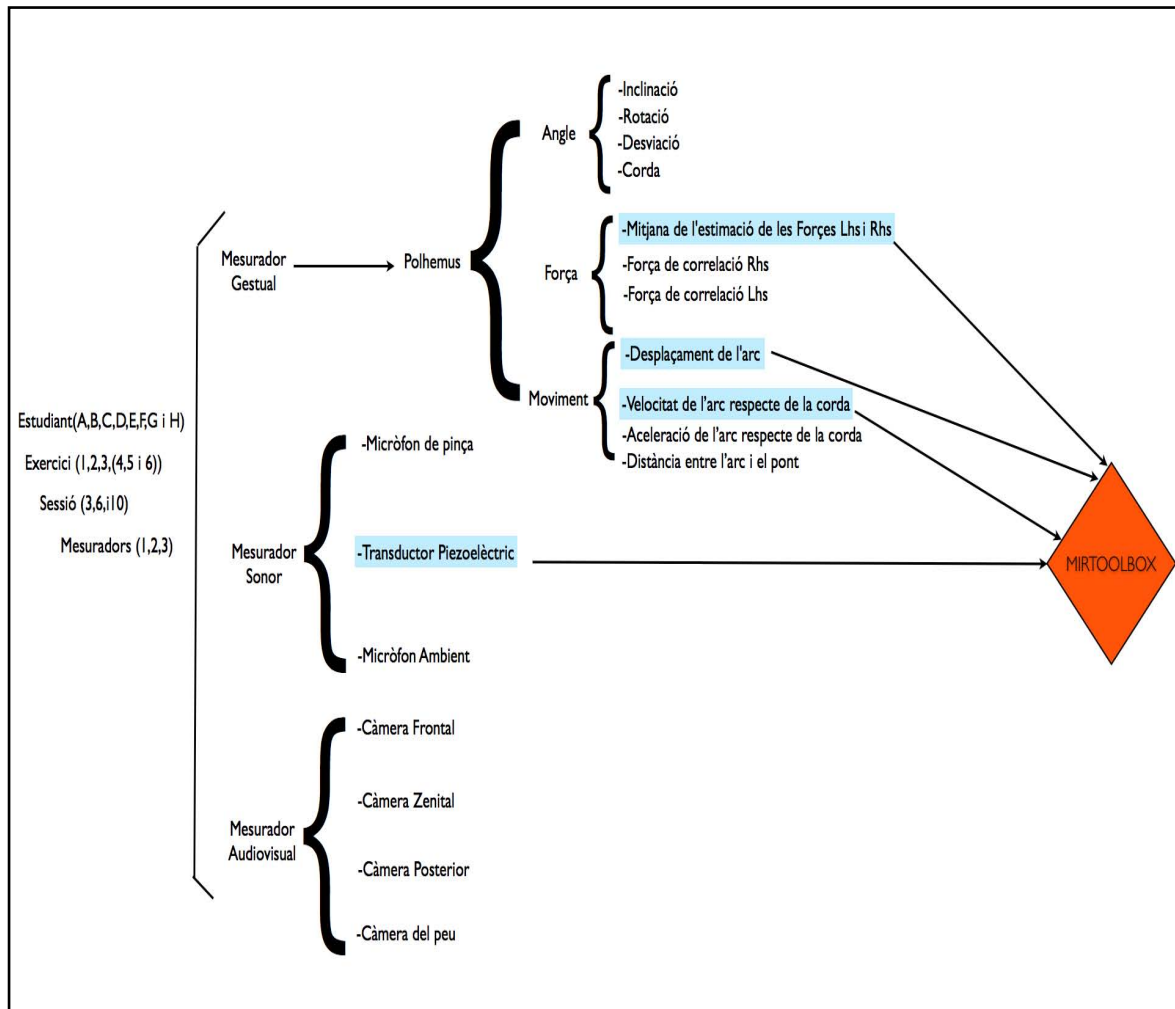 Estudiant(A,B,C,D,E,F,G i H)
Exercici (1,2,3,(4,5 i 6))
Sessió (3,6,i10)
Mesuradors (1,2,3)
Mesurador
Gestual
Polhemus
Angle
-Inclinació
-Rotació
-Desviació
-Corda
Força
-Mitjana de l'estimació de les Forçes Lhs i Rhs
-Força de correlació Rhs
-Força de correlació Lhs
Moviment
-Desplaçament de l'arc
-Velocitat de l'arc respecte de la corda
-Aceleració de l'arc respecte de la corda
-Distància entre l'arc i el pont
Mesurador
Sonor
-Micròfon de pinça
-Transductor Piezoelèctric
-Micròfon Ambient
Mesurador
Audiovisual
-Càmera Frontal
-Càmera Zenital
-Càmera Posterior
-Càmera del peu
MIRTOOLBOX